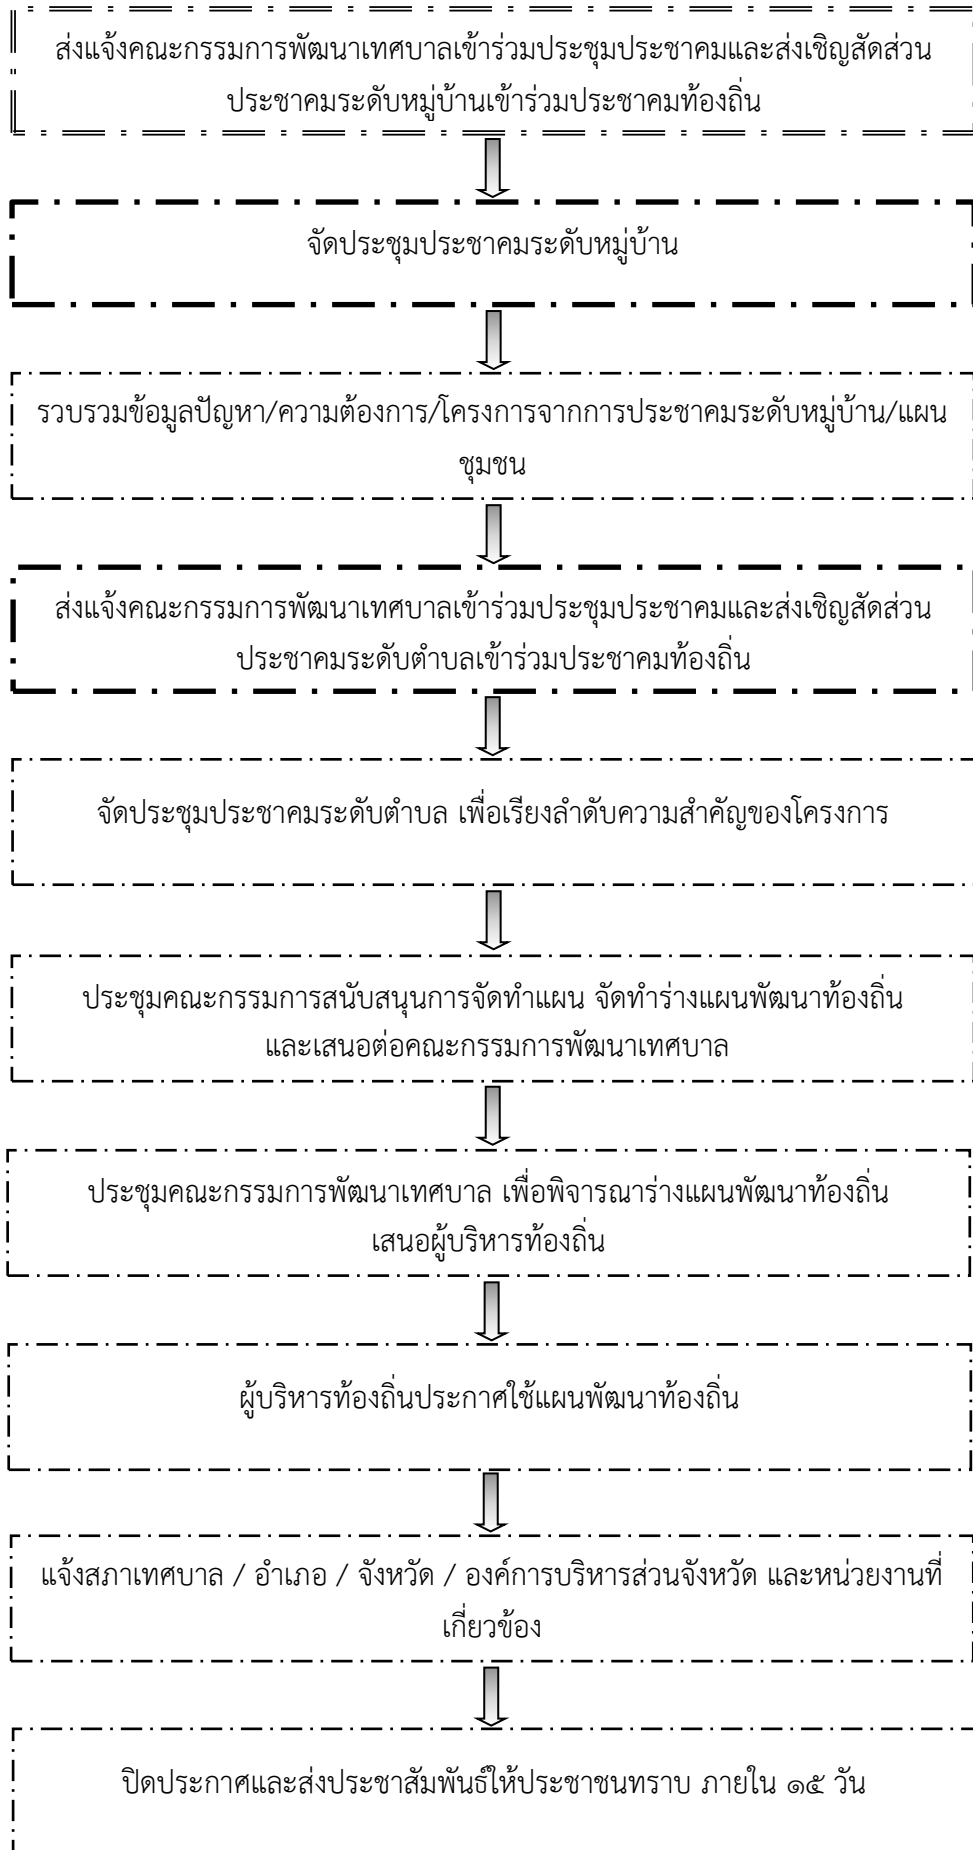 ส่งแจ้งคณะกรรมการพัฒนาเทศบาลเข้าร่วมประชุมประชาคมและส่งเชิญสัดส่วน
ประชาคมระดับหมู่บ้านเข้าร่วมประชาคมท้องถิ่น
จัดประชุมประชาคมระดับหมู่บ้าน
รวบรวมข้อมูลปัญหา/ความต้องการ/โครงการจากการประชาคมระดับหมู่บ้าน/แผน
ชุมชน
ส่งแจ้งคณะกรรมการพัฒนาเทศบาลเข้าร่วมประชุมประชาคมและส่งเชิญสัดส่วน
ประชาคมระดับตำบลเข้าร่วมประชาคมท้องถิ่น
จัดประชุมประชาคมระดับตำบล เพื่อเรียงลำดับความสำคัญของโครงการ
ประชุมคณะกรรมการสนับสนุนการจัดทำแผน จัดทำร่างแผนพัฒนาท้องถิ่น
และเสนอต่อคณะกรรมการพัฒนาเทศบาล
ประชุมคณะกรรมการพัฒนาเทศบาล เพื่อพิจารณาร่างแผนพัฒนาท้องถิ่น
เสนอผู้บริหารท้องถิ่น
ผู้บริหารท้องถิ่นประกาศใช้แผนพัฒนาท้องถิ่น
แจ้งสภาเทศบาล / อำเภอ / จังหวัด / องค์การบริหารส่วนจังหวัด และหน่วยงานที่
เกี่ยวข้อง
ปิดประกาศและส่งประชาสัมพันธ์ให้ประชาชนทราบ ภายใน ๑๕ วัน